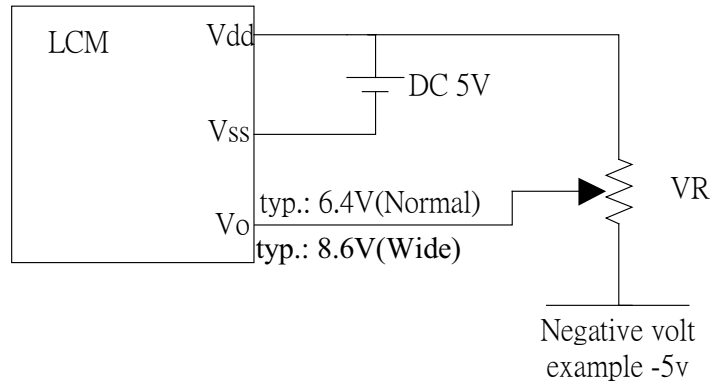 LCM
Vdd
DC 5V
Vss
typ.: 6.4V(Normal)
VR
Vo
typ.: 8.6V(Wide)
Negative volt
example -5v